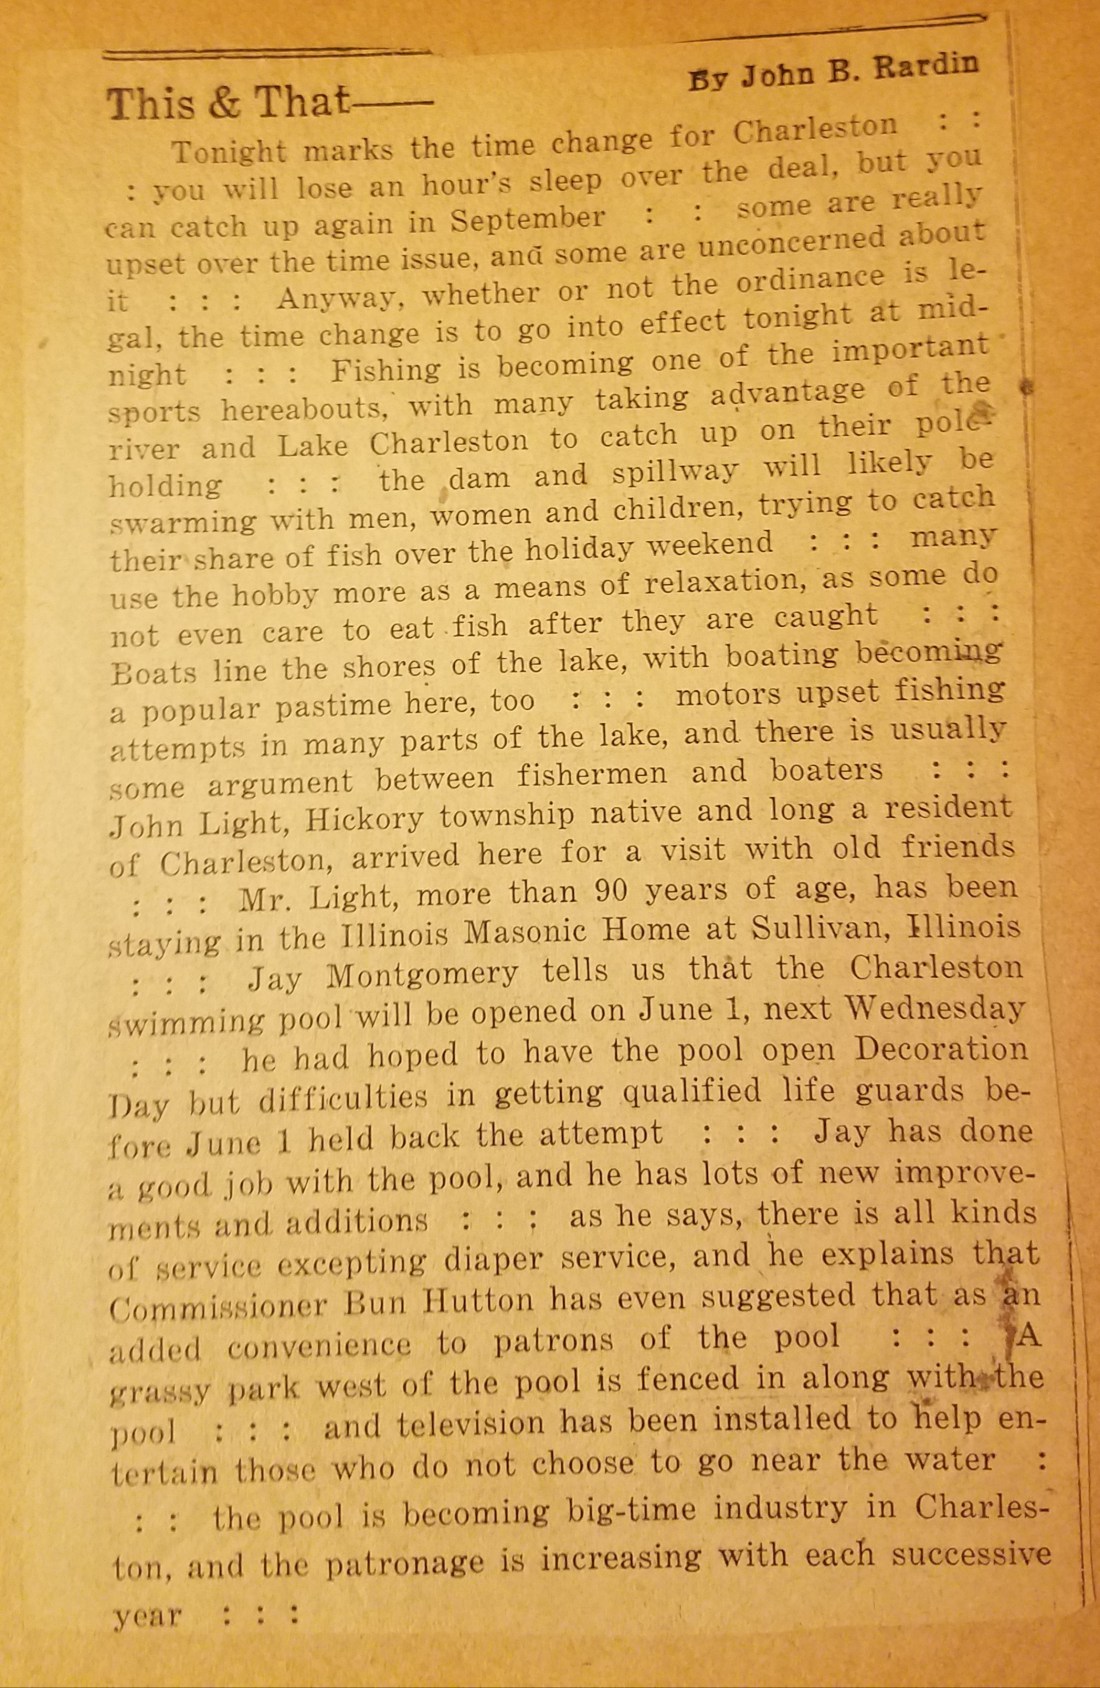 This & That—— By John B. Rardin
Tonight marks the time change for Charleston : :
: you will lose an hour's sleep over the deal, but you
can catch up again in September : : some are really
upset over the time issue, and some are unconcerned about
it : : : Anyway, whether or not the ordinance is le-
gal, the time change is to go into effect tonight at mid-
night : : : Fishing is becoming one of the important
sports hereabouts, with many taking advantage of the
river and Lake Charleston to catch up on their pole-
holding : : : the dam and spillway will likely be
swarming with men, women and children, trying to catch
their share of fish over the holiday weekend : : : many
use the hobby more as a means of relaxation, as some do
not even care to eat fish after they are caught : : :
Boats line the shores of the lake, with boating becoming
a popular pastime here, too : : : motors upset fishing
attempts in many parts of the lake, and there is usually
some argument between fishermen and boaters : : :
John Light, Hickory township native and long a resident
of Charleston, arrived here for a visit with old friends
: : : Mr. Light, more than 90 years of age, has been
staying in the Illinois Masonic Home at Sullivan, Illinois
: : : Jay Montgomery tells us that the Charleston
swimming pool will be opened on June 1, next Wednesday
: : : he had hoped to have the pool open Decoration
Day but difficulties in getting qualified life guards be-
fore June 1 held back the attempt : : : Jay has done
a good job with the pool, and he has lots of new improve-
ments and additions : : : as he says, there is all kinds
of service excepting diaper service, and he explains that
Commissioner Bun Hutton has even suggested that as an
added convenience to patrons of the pool : : : A
grassy park west of the pool is fenced in along with the
pool : : : and television has been installed to help en-
tertain those who do not choose to go near the water :
: : the pool is becoming big-time industry in Charles-
ton, and the patronage is increasing with each successive
year : : :